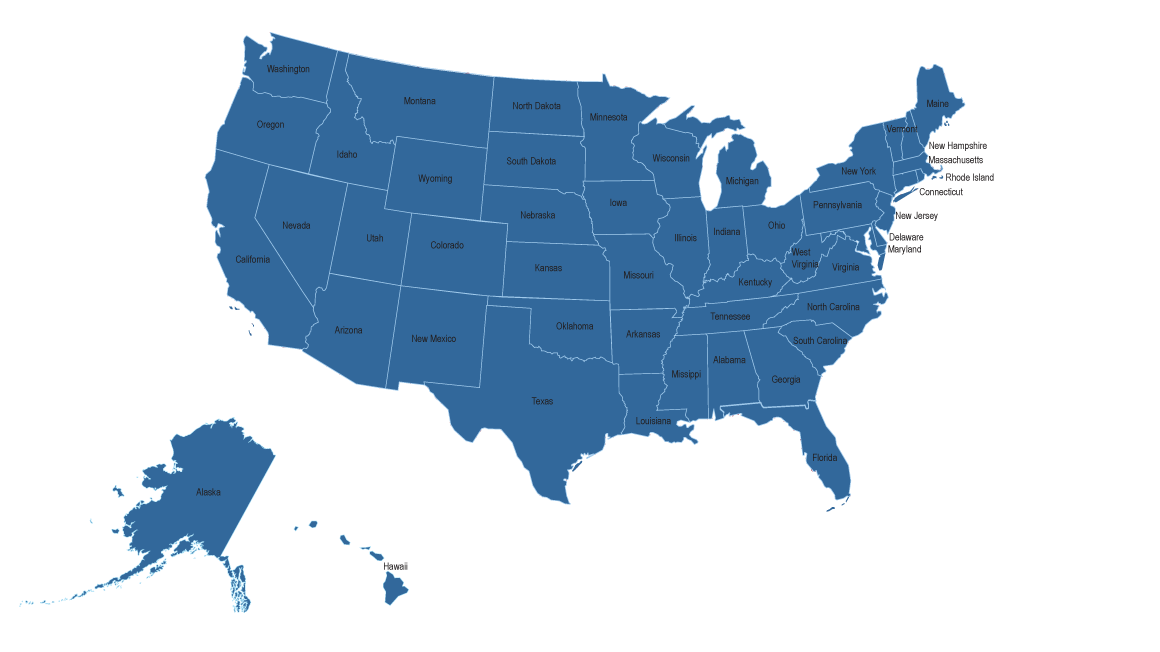 Washington
Montana
North Dakota
Minnesota
Maine
Oregon
Vermont
Idaho
New Hampshire
South Dakota
Wisconsin
Massachusetts
Wyoming
Michigan
New York
Rhode Island
Connecticut
Iowa
Pennsylvania
Nebraska
New Jersey
Nevada
Utah
Colorado
Illinois
Indiana
Ohio
Delaware
Maryland
California
Kansas
Missouri
West
Virginia
Virginia
Kentucky
North Carolina
Arizona
New Mexico
Oklahoma
Arkansas
Tennessee
South Carolina
Missippi
Alabama
Georgia
Texas
Louisiana
Florida
Alaska
Hawaii